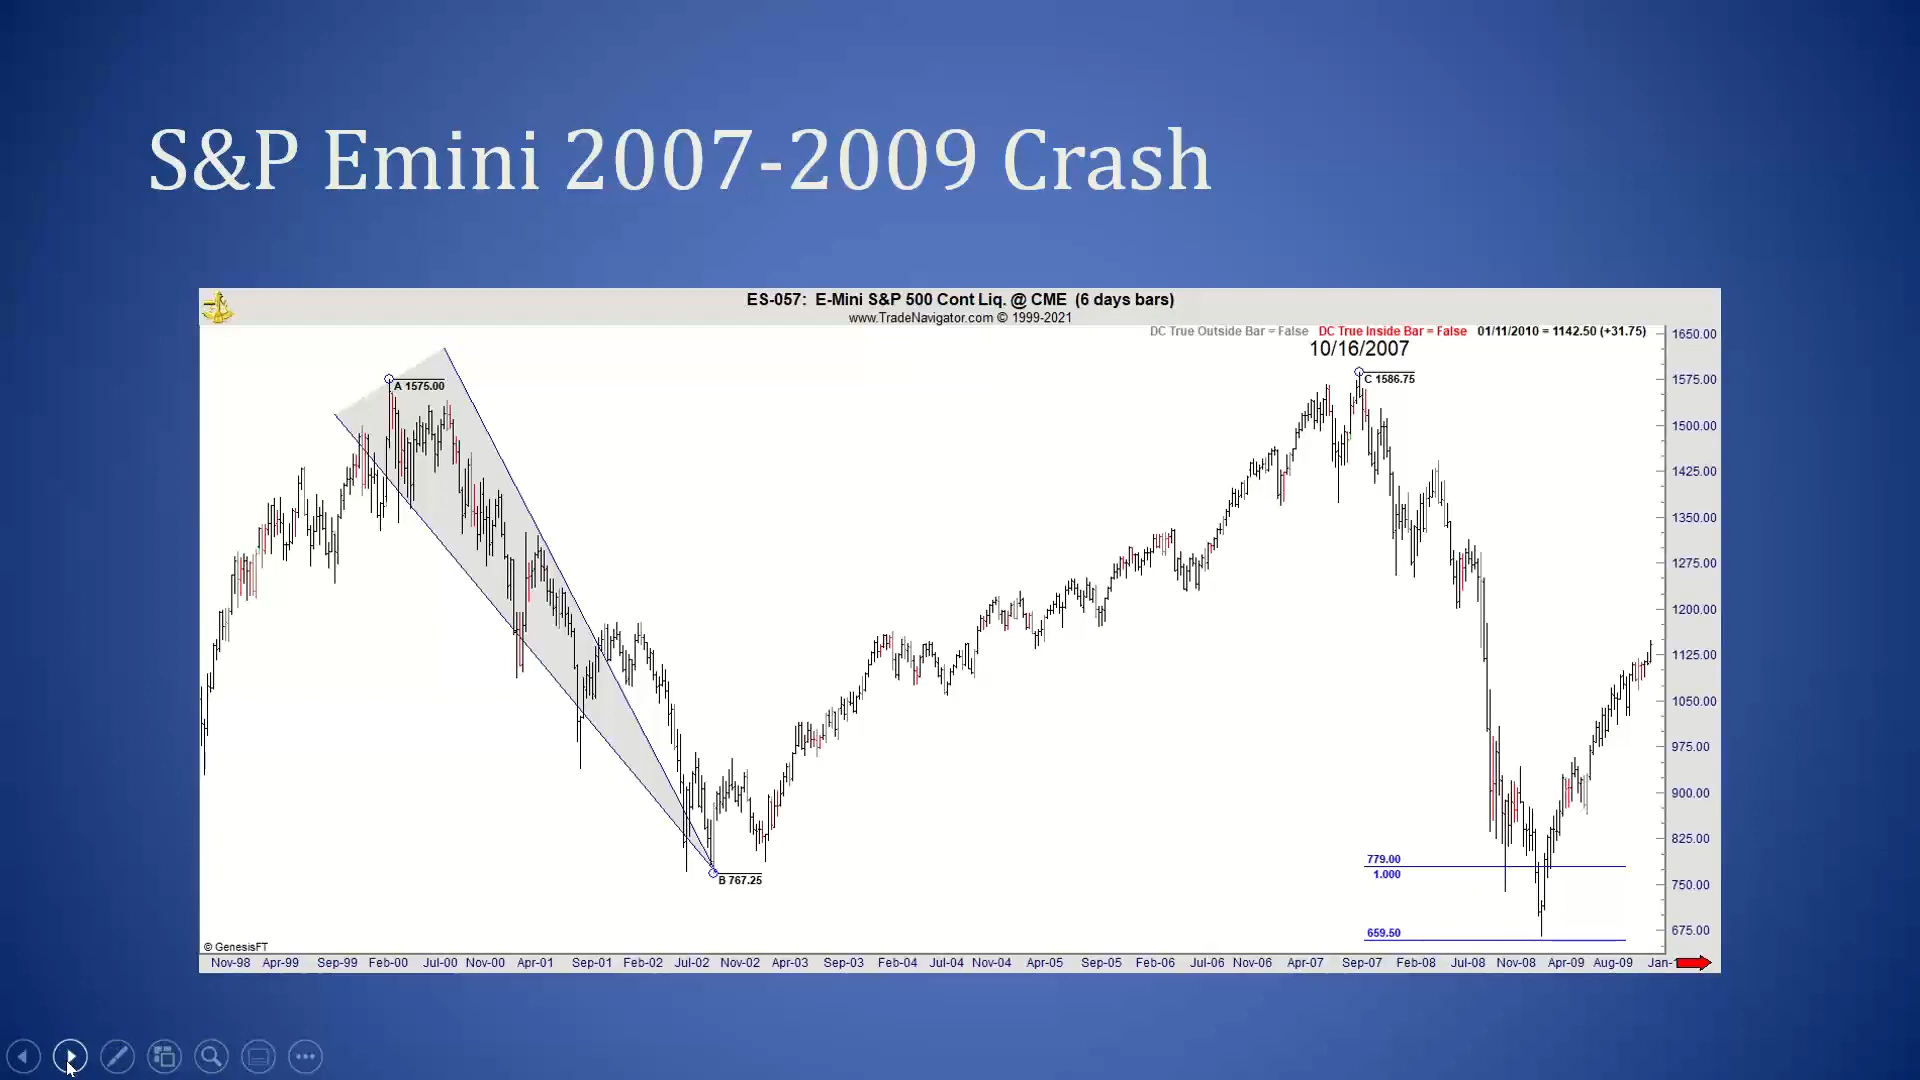 S&P Emini 2007-2009 Crash
ES-057: E-Mini S&P 500 Cont Liq. @ CME (6 days bars)
www.TradeNavigator.com © 1999-2021
DC True Outside Bar = False DC True Inside Bar = False 01/11/2010 = 1142.50 (+31.75)
10/16/2007
A 1575.00
C 1586.75
B 767.25
779.00
1.000
659.50
1650.00
1575.00
1500.00
1425.00
1350.00
1275.00
1200.00
1125.00
1050.00
975.00
900.00
825.00
750.00
675.00
© GenesisFT
Nov-98 Apr-99 Sep-99 Feb-00 Jul-00 Nov-00 Apr-01 Sep-01 Feb-02 Jul-02 Nov-02 Apr-03 Sep-03 Feb-04 Jul-04 Nov-04 Apr-05 Sep-05 Feb-06 Jul-06 Nov-06 Apr-07 Sep-07 Feb-08 Jul-08 Nov-08 Apr-09 Aug-09 Jan-1